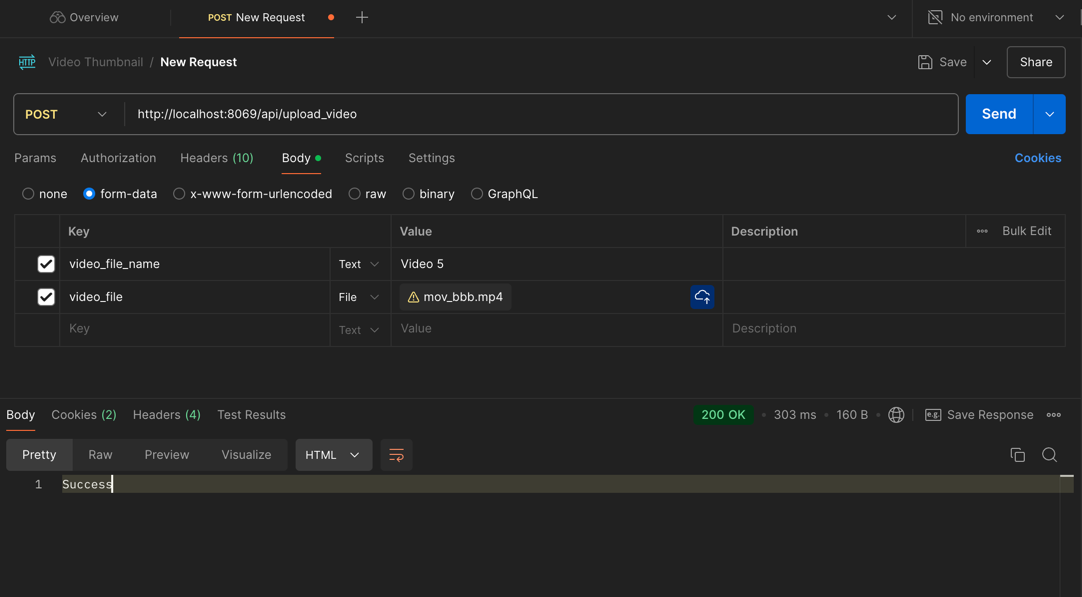 Overview POST New Request No environment
HTTP Video Thumbnail / New Request Save Share
POST http://localhost:8069/api/upload_video Send
Params Authorization Headers (10) Body Scripts Settings Cookies
none form-data x-www-form-urlencoded raw binary GraphQL
Key Value Description Bulk Edit
video_file_name Text Video 5
video_file File mov_bbb.mp4
Key Text Value Description
Body Cookies (2) Headers (4) Test Results 200 OK 303 ms 160 B e.g. Save Response
Pretty Raw Preview Visualize HTML
1 Success